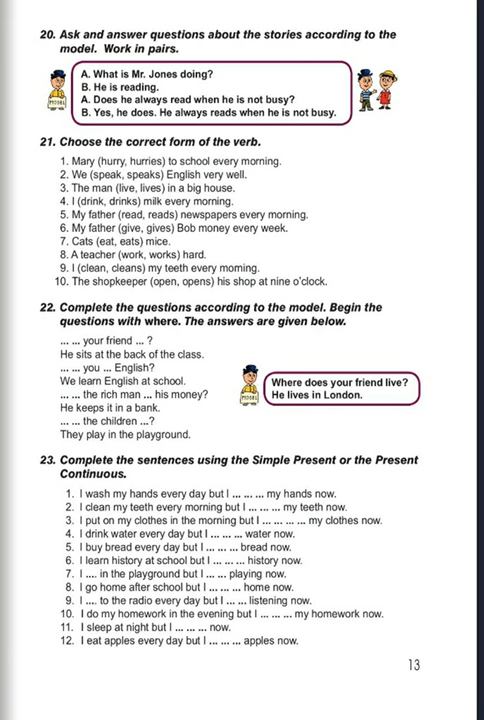 20. Ask and answer questions about the stories according to the
model. Work in pairs.
MODEL
A. What is Mr. Jones doing?
B. He is reading.
A. Does he always read when he is not busy?
B. Yes, he does. He always reads when he is not busy.
21. Choose the correct form of the verb.
1. Mary (hurry, hurries) to school every morning.
2. We (speak, speaks) English very well.
3. The man (live, lives) in a big house.
4. I (drink, drinks) milk every morning.
5. My father (read, reads) newspapers every morning.
6. My father (give, gives) Bob money every week.
7. Cats (eat, eats) mice.
8. A teacher (work, works) hard.
9. I (clean, cleans) my teeth every morning.
10. The shopkeeper (open, opens) his shop at nine o'clock.
22. Complete the questions according to the model. Begin the
questions with where. The answers are given below.
... ... your friend ... ?
He sits at the back of the class.
... ... you ... English?
We learn English at school.
... ... the rich man ... his money?
He keeps it in a bank.
... ... the children ...?
They play in the playground.
MODEL
Where does your friend live?
He lives in London.
23. Complete the sentences using the Simple Present or the Present
Continuous.
1. I wash my hands every day but I ... ... ... my hands now.
2. I clean my teeth every morning but I ... ... ... my teeth now.
3. I put on my clothes in the morning but I ... ... ... ... my clothes now.
4. I drink water every day but I ... ... ... water now.
5. I buy bread every day but I ... ... ... bread now.
6. I learn history at school but I ... ... ... history now.
7. I .... in the playground but I ... ... playing now.
8. I go home after school but I ... ... ... home now.
9. I .... to the radio every day but I ... ... listening now.
10. I do my homework in the evening but I ... ... ... my homework now.
11. I sleep at night but I ... ... ... now.
12. I eat apples every day but I ... ... ... apples now.
13